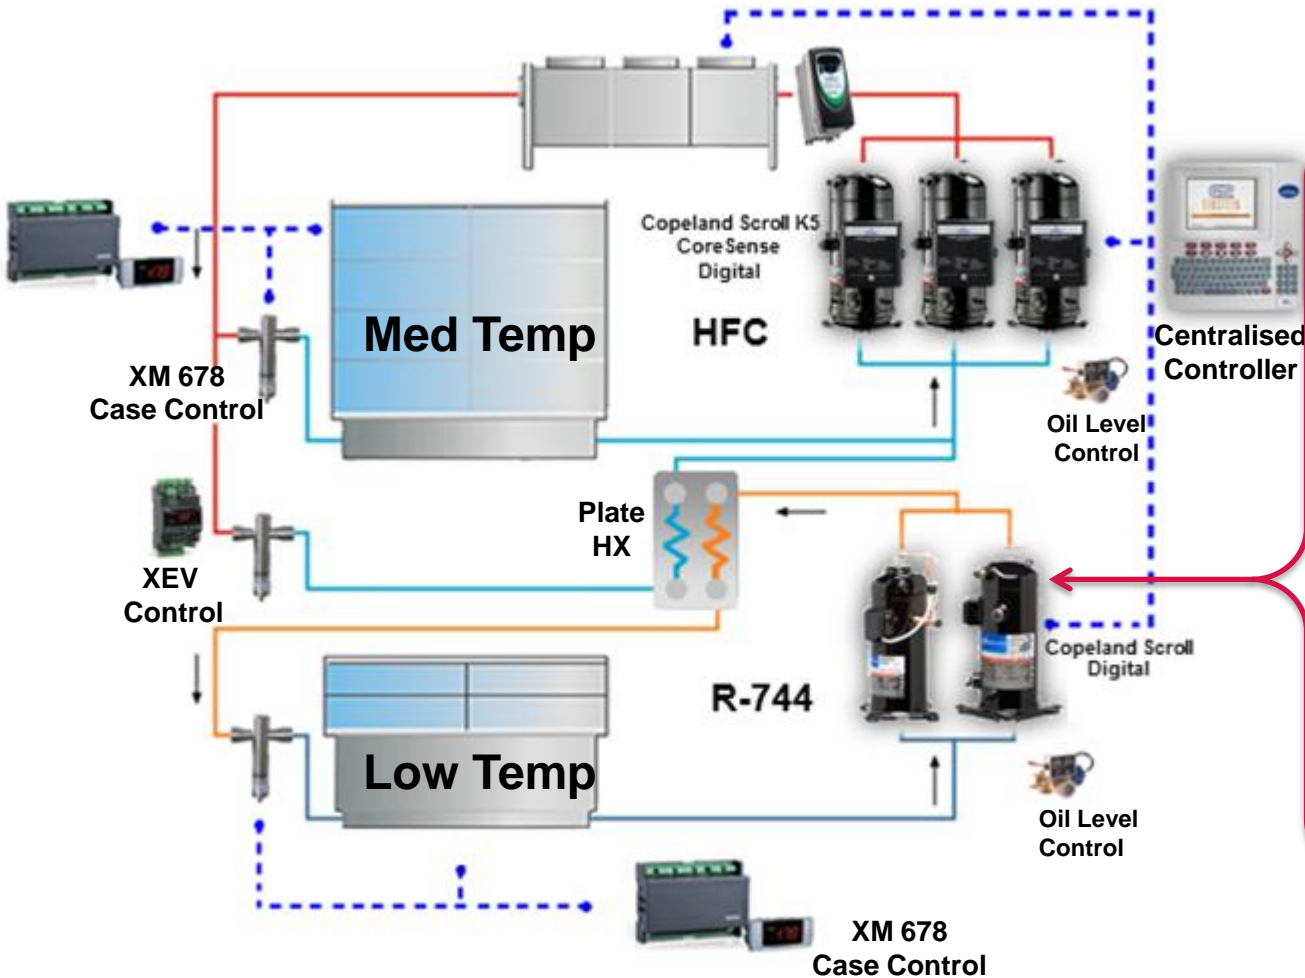 Copeland Scroll K5
CoreSense
Digital
HFC
Med Temp
Centralised
Controller
XM 678
Case Control
Oil Level
Control
Plate
HX
XEV
Control
Copeland Scroll
Digital
R-744
Low Temp
Oil Level
Control
XM 678
Case Control